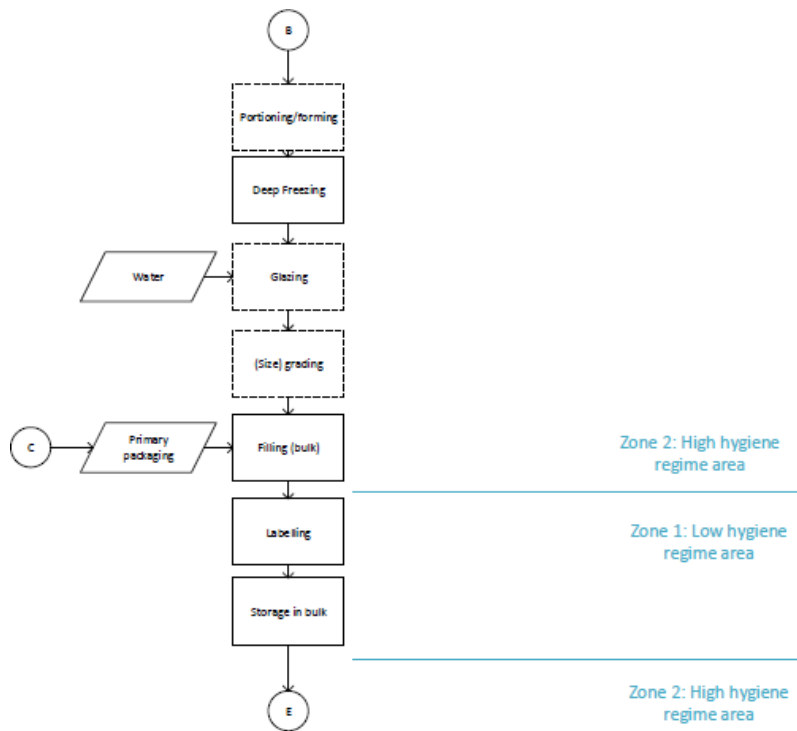 B
Portioning/forming
Deep Freezing
Water
Glazing
(Size) grading
C
Primary
packaging
Filling (bulk)
Zone 2: High hygiene
regime area
Labelling
Zone 1: Low hygiene
regime area
Storage in bulk
E
Zone 2: High hygiene
regime area